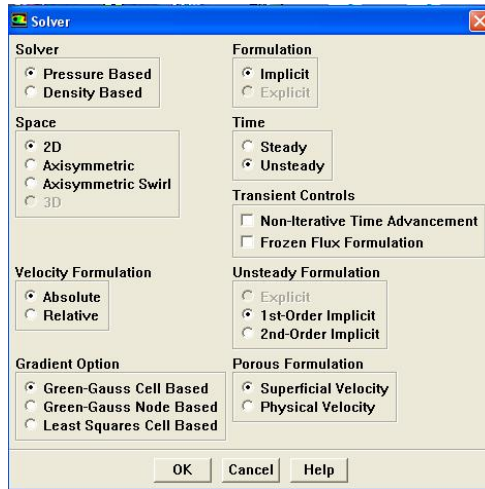 Solver
Solver
Pressure Based
Density Based
Formulation
Implicit
Explicit
Space
2D
Axisymmetric
Axisymmetric Swirl
3D
Time
Steady
Unsteady
Transient Controls
Non-Iterative Time Advancement
Frozen Flux Formulation
Velocity Formulation
Absolute
Relative
Unsteady Formulation
Explicit
1st-Order Implicit
2nd-Order Implicit
Gradient Option
Green-Gauss Cell Based
Green-Gauss Node Based
Least Squares Cell Based
Porous Formulation
Superficial Velocity
Physical Velocity
OK
Cancel
Help